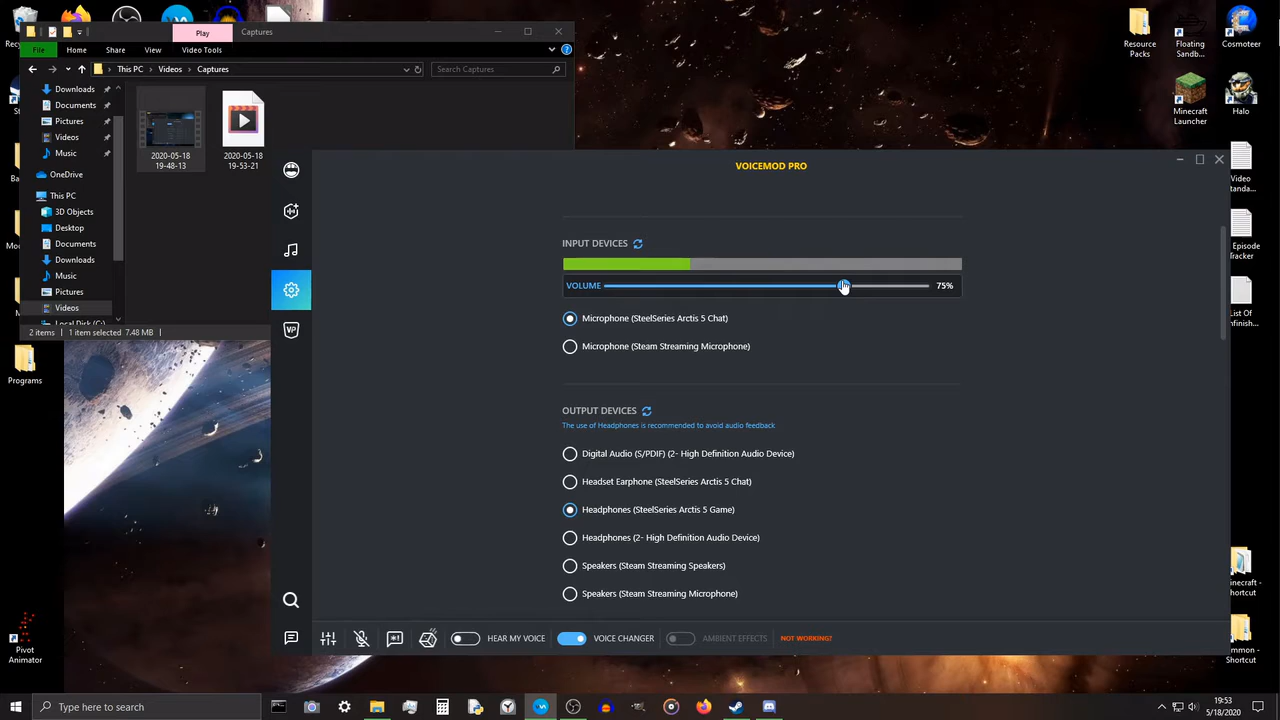 Play
Captures
File
Home
Share
View
Video Tools
This PC
Videos
Captures
Search Captures
Downloads
Documents
Pictures
Videos
Music
OneDrive
This PC
3D Objects
Desktop
Documents
Downloads
Music
Pictures
Videos
Local Disk (C:)
2020-05-18
19-48-13
2020-05-18
19-53-21
2 items
1 item selected
7.48 MB
VOICEMOD PRO
INPUT DEVICES
VOLUME
75%
Microphone (SteelSeries Arctis 5 Chat)
Microphone (Steam Streaming Microphone)
OUTPUT DEVICES
The use of Headphones is recommended to avoid audio feedback
Digital Audio (S/PDIF) (2- High Definition Audio Device)
Headset Earphone (SteelSeries Arctis 5 Chat)
Headphones (SteelSeries Arctis 5 Game)
Headphones (2- High Definition Audio Device)
Speakers (Steam Streaming Speakers)
Speakers (Steam Streaming Microphone)
HEAR MY VOICE
VOICE CHANGER
AMBIENT EFFECTS
NOT WORKING?
Resource
Packs
Floating
Sandb...
Cosmoteer
Minecraft
Launcher
Halo
Video
Standa...
Episode
Tracker
List Of
Shortcut
Shortcut
Programs
Pivot
Animator
Type here to search
19:53
5/18/2020
VP